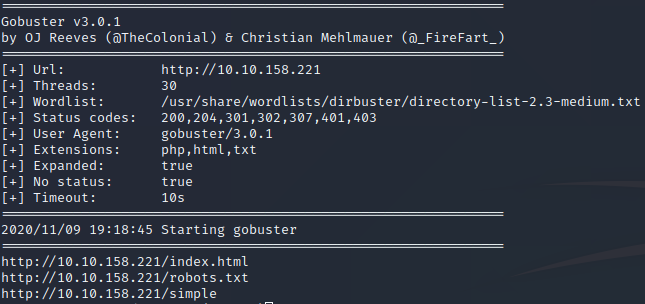 ===============================================================
Gobuster v3.0.1
by OJ Reeves (@TheColonial) & Christian Mehlmauer (@_FireFart_)
===============================================================
[+] Url:            http://10.10.158.221
[+] Threads:        30
[+] Wordlist:       /usr/share/wordlists/dirbuster/directory-list-2.3-medium.txt
[+] Status codes:   200,204,301,302,307,401,403
[+] User Agent:     gobuster/3.0.1
[+] Extensions:     php,html,txt
[+] Expanded:       true
[+] No status:      true
[+] Timeout:        10s
===============================================================
2020/11/09 19:18:45 Starting gobuster
===============================================================
http://10.10.158.221/index.html
http://10.10.158.221/robots.txt
http://10.10.158.221/simple